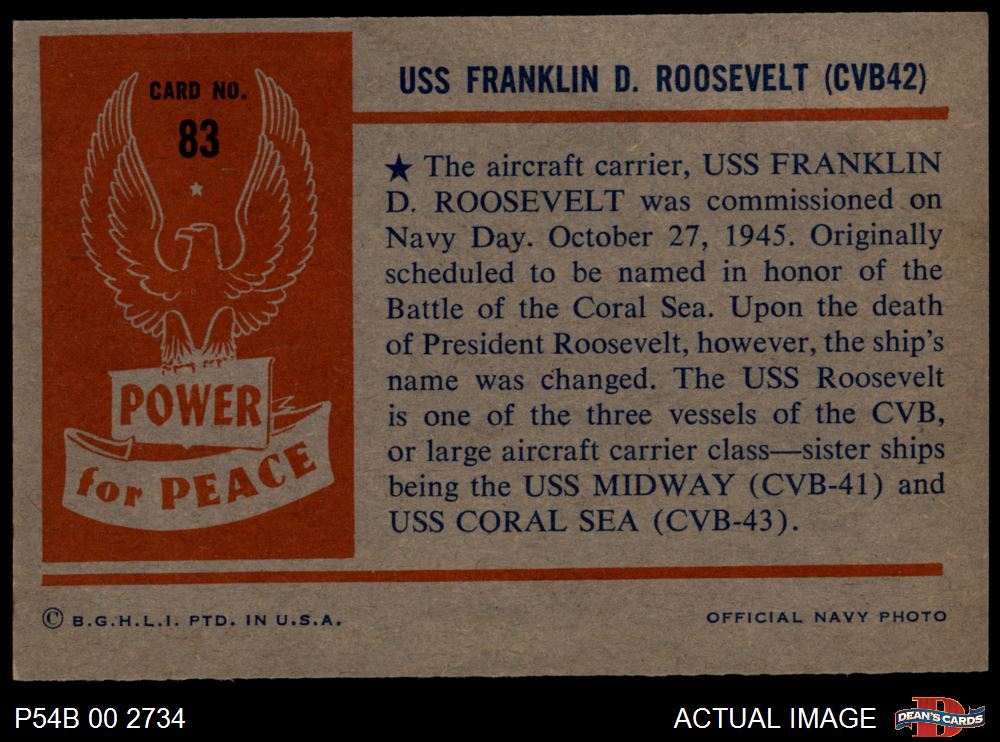 CARD NO.
83
POWER
for PEACE
USS FRANKLIN D. ROOSEVELT (CVB42)
★ The aircraft carrier, USS FRANKLIN
D. ROOSEVELT was commissioned on
Navy Day. October 27, 1945. Originally
scheduled to be named in honor of the
Battle of the Coral Sea. Upon the death
of President Roosevelt, however, the ship's
name was changed. The USS Roosevelt
is one of the three vessels of the CVB,
or large aircraft carrier class—sister ships
being the USS MIDWAY (CVB-41) and
USS CORAL SEA (CVB-43).
© B.G.H.L.I. PTD. IN U.S.A.
OFFICIAL NAVY PHOTO
P54B 00 2734
ACTUAL IMAGE
D
DEAN'S CARDS